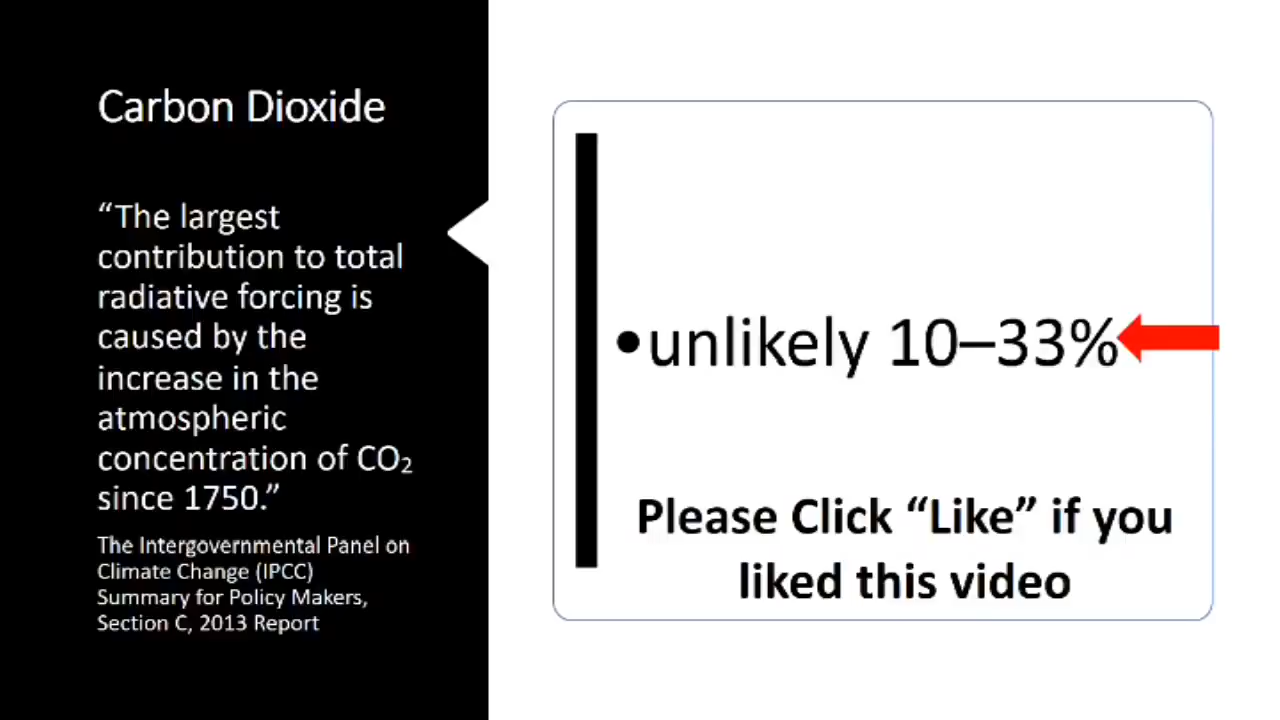 Carbon Dioxide
“The largest
contribution to total
radiative forcing is
caused by the
increase in the
atmospheric
concentration of CO₂
since 1750.”
The Intergovernmental Panel on
Climate Change (IPCC)
Summary for Policy Makers,
Section C, 2013 Report
•unlikely 10–33%
Please Click “Like” if you
liked this video